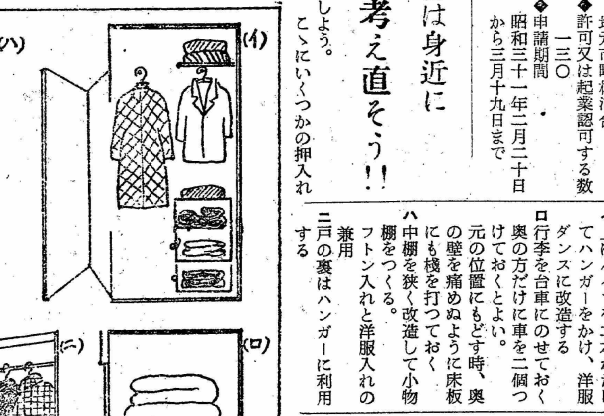 ◆許可又は起業認可する数
一三〇
◆申請期間
昭和三十一年二月二十日
から三月十九日まで
は身近に
考え直そう!!
しよう。
こゝにいくつかの押入れ
てハンガーをかけ、洋服
ダンスに改造する
ロ行李を台車にのせておく
奥の方だけに車を二個つ
けておくとよい。
元の位置にもどす時、奥
の壁を痛めぬように床板
にも棧を打つておく
ハ中棚を狭く改造して小物
棚をつくる。
フトン入れと洋服入れの
兼用
ニ戸の裏はハンガーに利用
する
(イ)
(ロ)
(ハ)
(ニ)